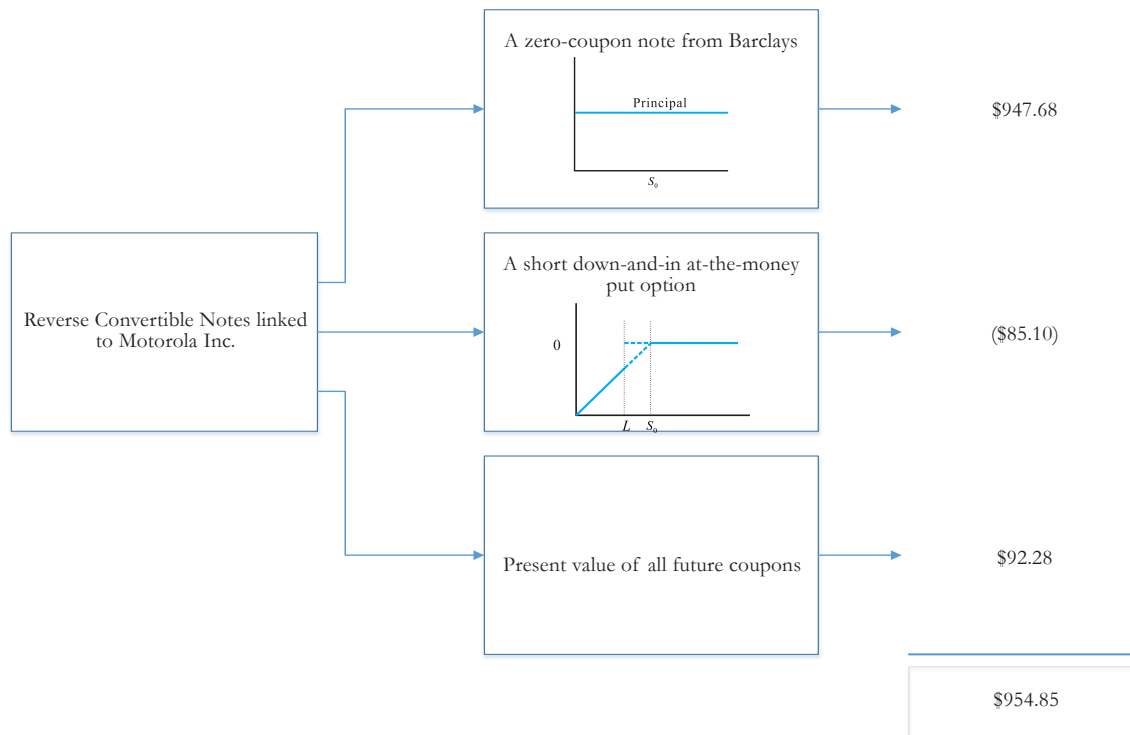 A zero-coupon note from Barclays
Principal
S₀
$947.68
Reverse Convertible Notes linked
to Motorola Inc.
A short down-and-in at-the-money
put option
0
L S₀
($85.10)
Present value of all future coupons
$92.28
$954.85